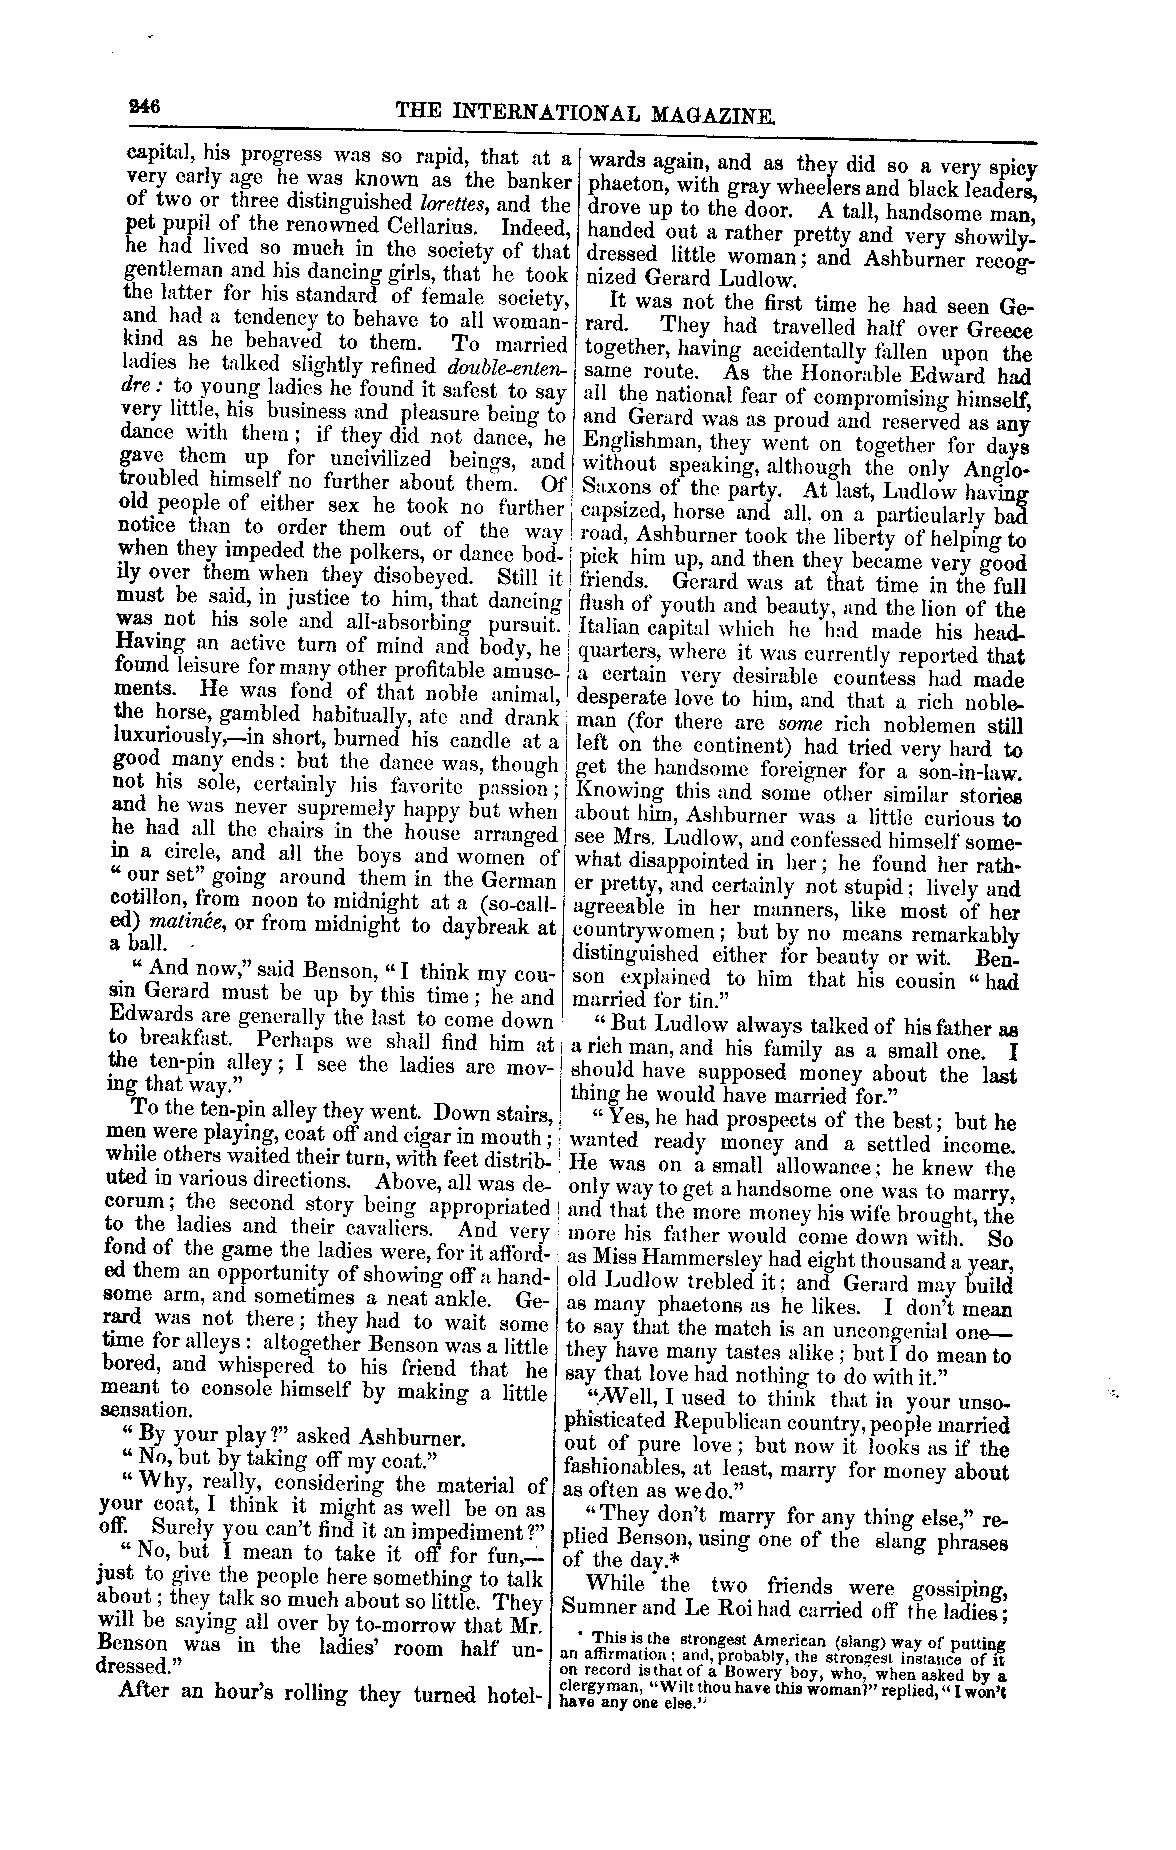 246
THE INTERNATIONAL MAGAZINE.
capital, his progress was so rapid, that at a
very early age he was known as the banker
of two or three distinguished lorettes, and the
pet pupil of the renowned Cellarius. Indeed,
he had lived so much in the society of that
gentleman and his dancing girls, that he took
the latter for his standard of female society,
and had a tendency to behave to all woman-
kind as he behaved to them. To married
ladies he talked slightly refined double-enten-
dre: to young ladies he found it safest to say
very little, his business and pleasure being to
dance with them; if they did not dance, he
gave them up for uncivilized beings, and
troubled himself no further about them. Of
old people of either sex he took no further
notice than to order them out of the way
when they impeded the polkers, or dance bod-
ily over them when they disobeyed. Still it
must be said, in justice to him, that dancing
was not his sole and all-absorbing pursuit.
Having an active turn of mind and body, he
found leisure for many other profitable amuse-
ments. He was fond of that noble animal,
the horse, gambled habitually, ate and drank
luxuriously,—in short, burned his candle at a
good many ends: but the dance was, though
not his sole, certainly his favorite passion;
and he was never supremely happy but when
he had all the chairs in the house arranged
in a circle, and all the boys and women of
"our set" going around them in the German
cotillon, from noon to midnight at a (so-call-
ed) matinée, or from midnight to daybreak at
a ball.
"And now," said Benson, "I think my cou-
sin Gerard must be up by this time; he and
Edwards are generally the last to come down
to breakfast. Perhaps we shall find him at
the ten-pin alley; I see the ladies are mov-
ing that way."
To the ten-pin alley they went. Down stairs,
men were playing, coat off and cigar in mouth;
while others waited their turn, with feet distrib-
uted in various directions. Above, all was de-
corum; the second story being appropriated
to the ladies and their cavaliers. And very
fond of the game the ladies were, for it afford-
ed them an opportunity of showing off a hand-
some arm, and sometimes a neat ankle. Ge-
rard was not there; they had to wait some
time for alleys: altogether Benson was a little
bored, and whispered to his friend that he
meant to console himself by making a little
sensation.
"By your play?" asked Ashburner.
"No, but by taking off my coat."
"Why, really, considering the material of
your coat, I think it might as well be on as
off. Surely you can't find it an impediment?"
"No, but I mean to take it off for fun,—
just to give the people here something to talk
about; they talk so much about so little. They
will be saying all over by to-morrow that Mr.
Benson was in the ladies' room half un-
dressed."
After an hour's rolling they turned hotel-
wards again, and as they did so a very spicy
phaeton, with gray wheelers and black leaders,
drove up to the door. A tall, handsome man,
handed out a rather pretty and very showily-
dressed little woman; and Ashburner recog-
nized Gerard Ludlow.
It was not the first time he had seen Ge-
rard. They had travelled half over Greece
together, having accidentally fallen upon the
same route. As the Honorable Edward had
all the national fear of compromising himself,
and Gerard was as proud and reserved as any
Englishman, they went on together for days
without speaking, although the only Anglo-
Saxons of the party. At last, Ludlow having
capsized, horse and all, on a particularly bad
road, Ashburner took the liberty of helping to
pick him up, and then they became very good
friends. Gerard was at that time in the full
flush of youth and beauty, and the lion of the
Italian capital which he had made his head-
quarters, where it was currently reported that
a certain very desirable countess had made
desperate love to him, and that a rich noble-
man (for there are some rich noblemen still
left on the continent) had tried very hard to
get the handsome foreigner for a son-in-law.
Knowing this and some other similar stories
about him, Ashburner was a little curious to
see Mrs. Ludlow, and confessed himself some-
what disappointed in her; he found her rath-
er pretty, and certainly not stupid; lively and
agreeable in her manners, like most of her
countrywomen; but by no means remarkably
distinguished either for beauty or wit. Ben-
son explained to him that his cousin "had
married for tin."
"But Ludlow always talked of his father as
a rich man, and his family as a small one. I
should have supposed money about the last
thing he would have married for."
"Yes, he had prospects of the best; but he
wanted ready money and a settled income.
He was on a small allowance; he knew the
only way to get a handsome one was to marry,
and that the more money his wife brought, the
more his father would come down with. So
as Miss Hammersley had eight thousand a year,
old Ludlow trebled it; and Gerard may build
as many phaetons as he likes. I don't mean
to say that the match is an uncongenial one—
they have many tastes alike; but I do mean to
say that love had nothing to do with it."
"Well, I used to think that in your unso-
phisticated Republican country, people married
out of pure love; but now it looks as if the
fashionables, at least, marry for money about
as often as we do."
"They don't marry for any thing else," re-
plied Benson, using one of the slang phrases
of the day.*
While the two friends were gossiping,
Sumner and Le Roi had carried off the ladies;
* This is the strongest American (slang) way of putting
an affirmation; and, probably, the strongest instance of it
on record is that of a Bowery boy, who, when asked by a
clergyman, "Wilt thou have this woman?" replied, "I won't
have any one else."